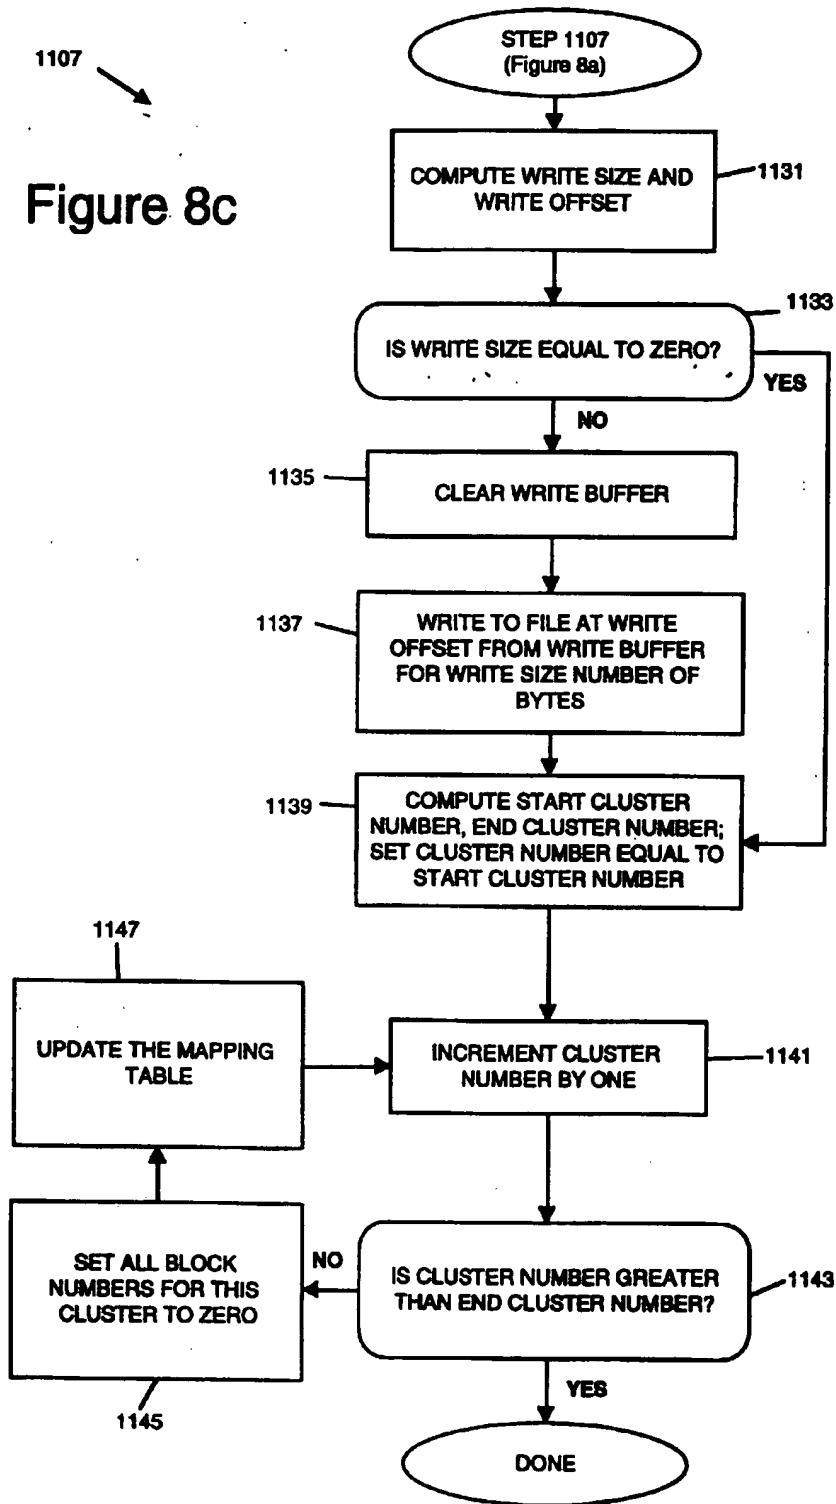 1107
STEP 1107
(Figure 8a)
Figure 8c
COMPUTE WRITE SIZE AND
WRITE OFFSET
1131
IS WRITE SIZE EQUAL TO ZERO?
1133
YES
NO
1135
CLEAR WRITE BUFFER
1137
WRITE TO FILE AT WRITE
OFFSET FROM WRITE BUFFER
FOR WRITE SIZE NUMBER OF
BYTES
1139
COMPUTE START CLUSTER
NUMBER, END CLUSTER NUMBER;
SET CLUSTER NUMBER EQUAL TO
START CLUSTER NUMBER
1147
UPDATE THE MAPPING
TABLE
INCREMENT CLUSTER
NUMBER BY ONE
1141
SET ALL BLOCK
NUMBERS FOR THIS
CLUSTER TO ZERO
NO
IS CLUSTER NUMBER GREATER
THAN END CLUSTER NUMBER?
1143
1145
YES
DONE